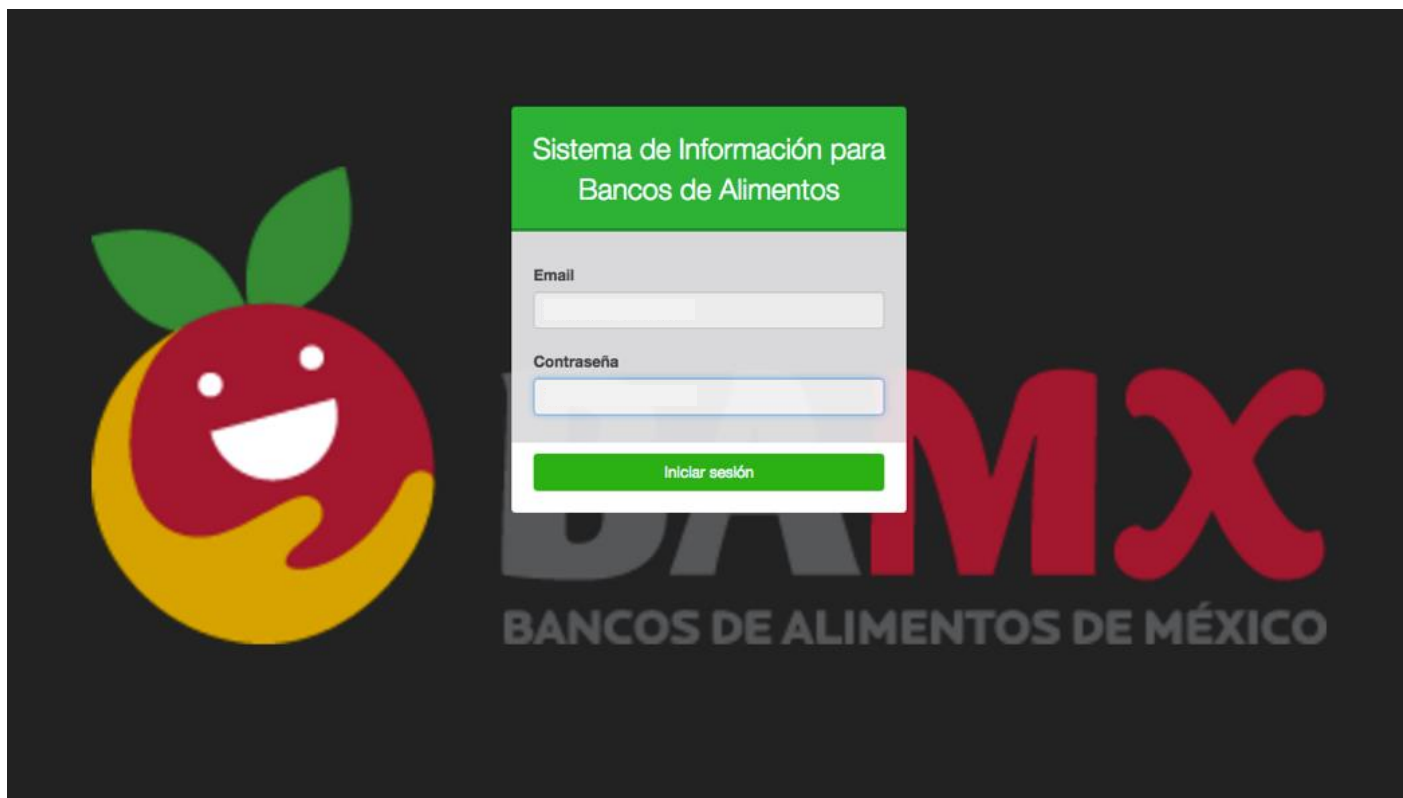 Sistema de Información para
Bancos de Alimentos
Email
Contraseña
Iniciar sesión
BAMX
BANCOS DE ALIMENTOS DE MÉXICO